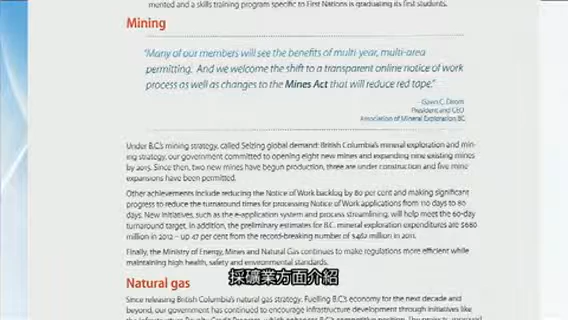 mented and a skills training program specific to First Nations is graduating its first students.
Mining
"Many of our members will see the benefits of multi-year, multi-area
permitting. And we welcome the shift to a transparent online notice of work
process as well as changes to the Mines Act that will reduce red tape."
- Gavin C. Dirom
President and CEO
Association of Mineral Exploration BC
Under B.C.'s mining strategy, called Seizing global demand: British Columbia's mineral exploration and min-
ing strategy, our government committed to opening eight new mines and expanding nine existing mines
by 2015. Since then, two new mines have begun production, three are under construction and five mine
expansions have been permitted.
Other achievements include reducing the Notice of Work backlog by 80 per cent and making significant
progress to reduce the turnaround times for processing Notice of Work applications from 110 days to 80
days. New initiatives, such as the e-application system and process streamlining, will help meet the 60-day
turnaround target. In addition, the preliminary estimates for B.C. mineral exploration expenditures are $680
million in 2012 – up 47 per cent from the record-breaking number of $462 million in 2011.
Finally, the Ministry of Energy, Mines and Natural Gas continues to make regulations more efficient while
maintaining high health, safety and environmental standards.
採礦業方面介紹
Natural gas
Since releasing British Columbia's natural gas strategy: Fuelling B.C.'s economy for the next decade and
beyond, our government has continued to encourage infrastructure development through initiatives like